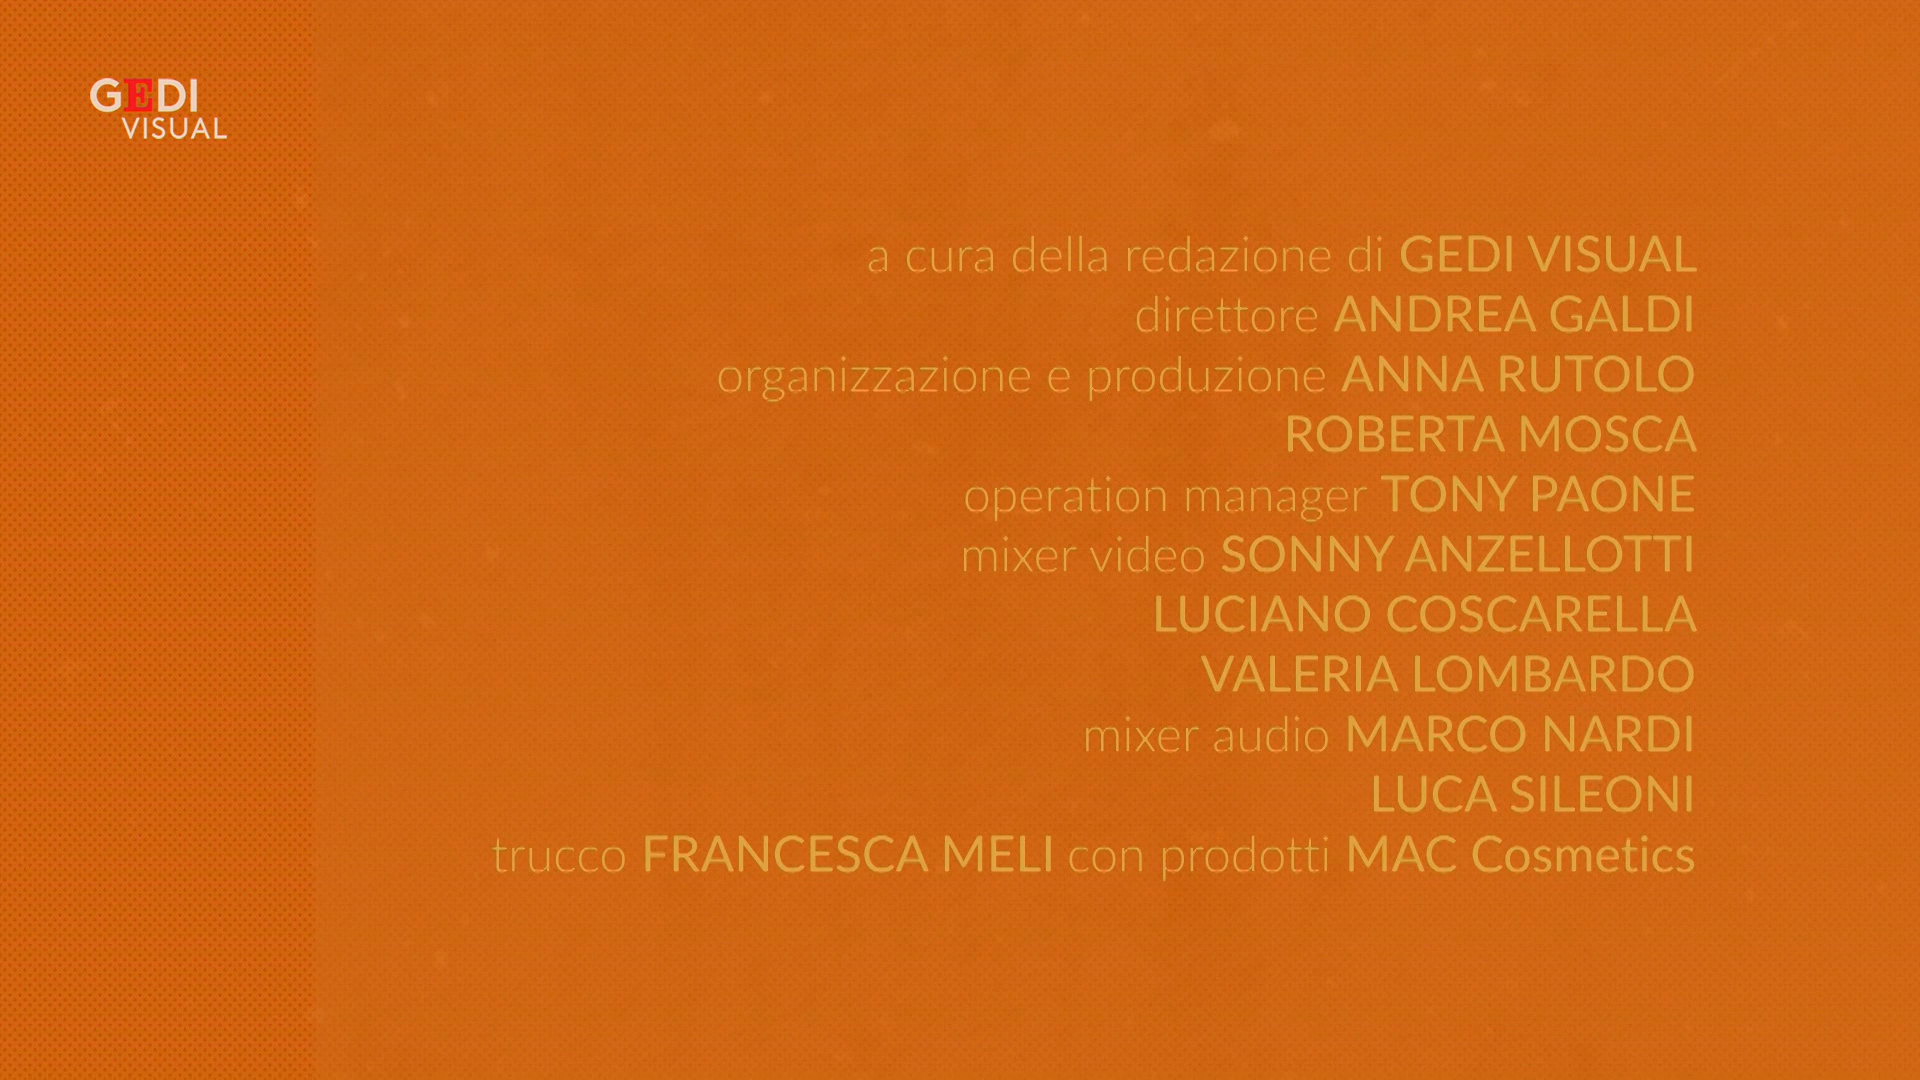 GEDI
VISUAL
a cura della redazione di GEDI VISUAL
direttore ANDREA GALDI
organizzazione e produzione ANNA RUTOLO
ROBERTA MOSCA
operation manager TONY PAONE
mixer video SONNY ANZELLOTTI
LUCIANO COSCARELLA
VALERIA LOMBARDO
mixer audio MARCO NARDI
LUCA SILEONI
trucco FRANCESCA MELI con prodotti MAC Cosmetics